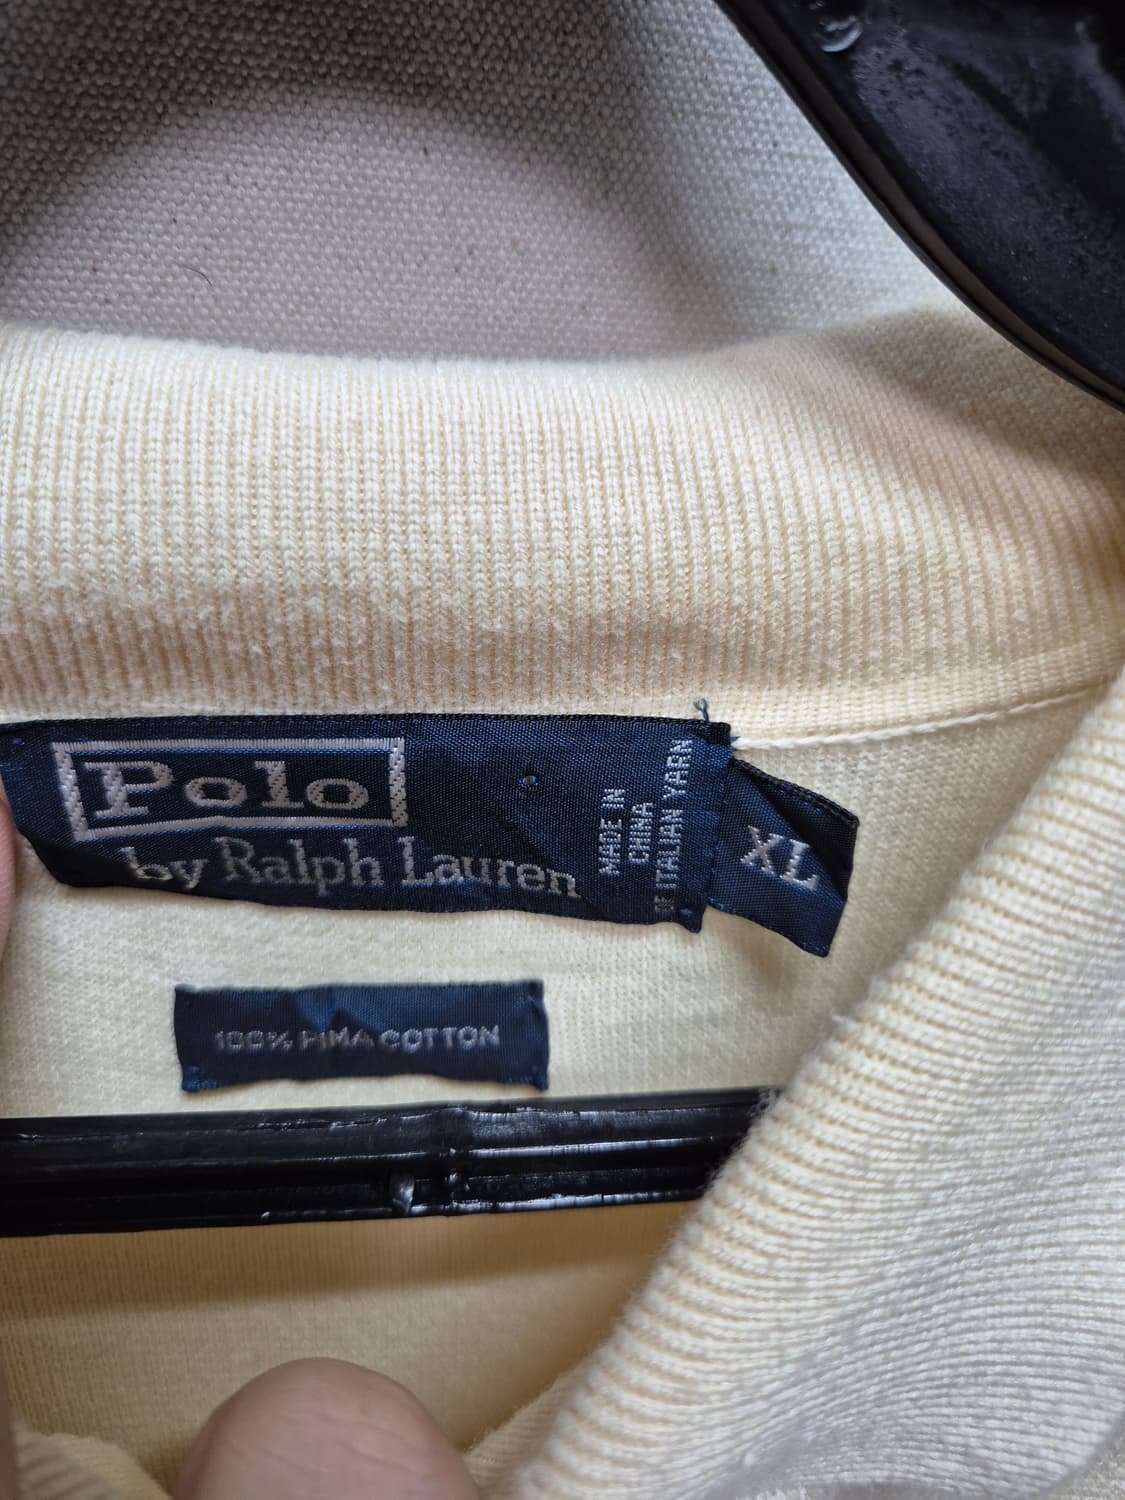 Polo
by Ralph Lauren
MADE IN
CHINA
OF ITALIAN YARN
XL
100% PIMA COTTON